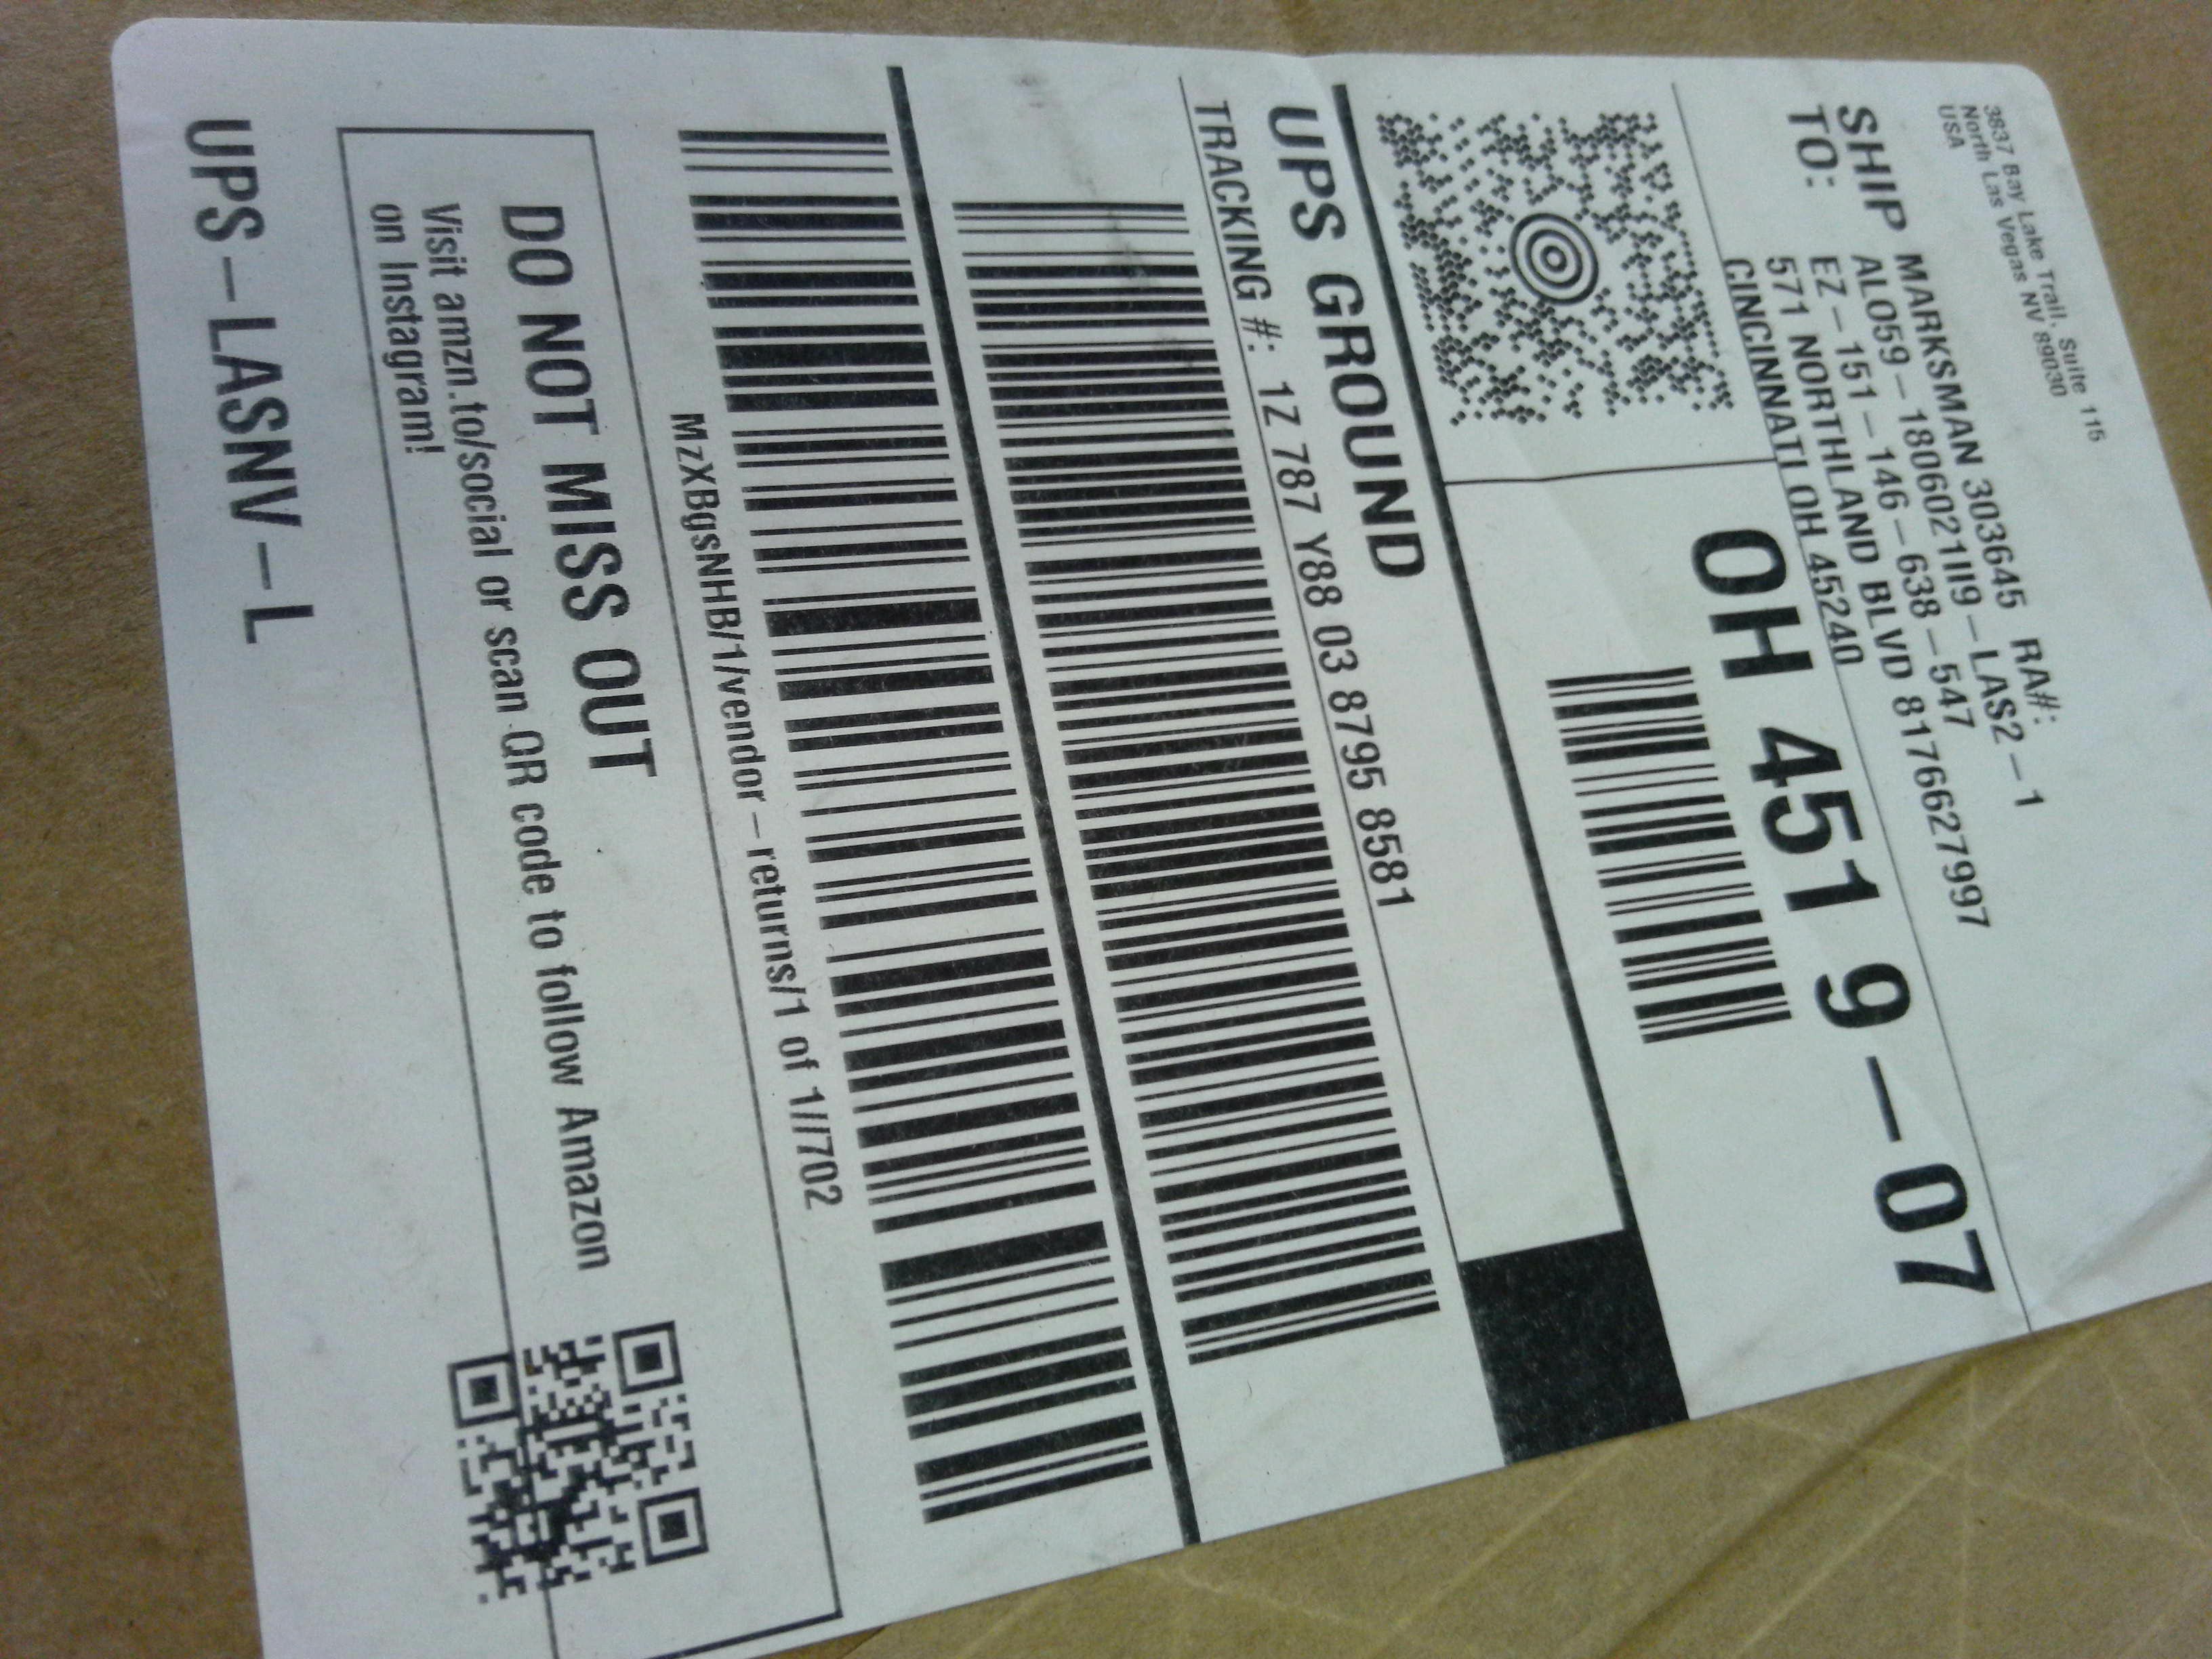 3837 Bay Lake Trail, Suite 115
North Las Vegas NV 89030
USA
SHIP TO:
MARKSMAN 303645 RA#:
AL059-180602119-LAS2-1
EZ-151-146-638-547
571 NORTHLAND BLVD 8176627997
CINCINNATI OH 45240
OH 451 9-07
UPS GROUND
TRACKING #: 1Z 787 Y88 03 8795 8581
MzXBgsNHB/1/vendor-returns/1 of 1//702
DO NOT MISS OUT
Visit amzn.to/social or scan QR code to follow Amazon
on Instagram!
UPS-LASNV-L